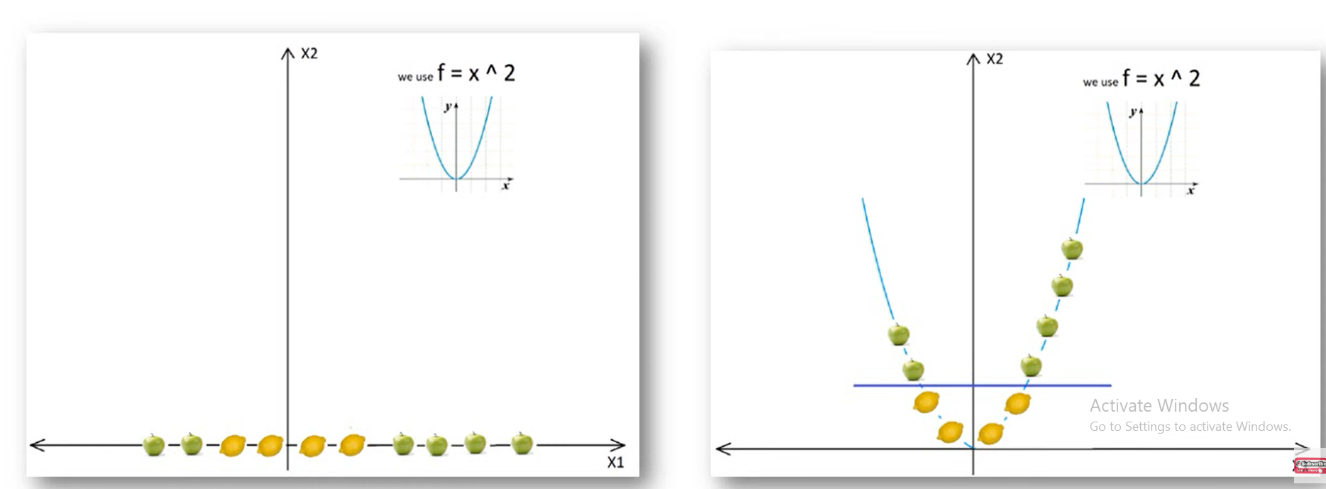 X2
we use f = x ^ 2
y
x
X1
X2
we use f = x ^ 2
y
x
Activate Windows
Go to Settings to activate Windows.